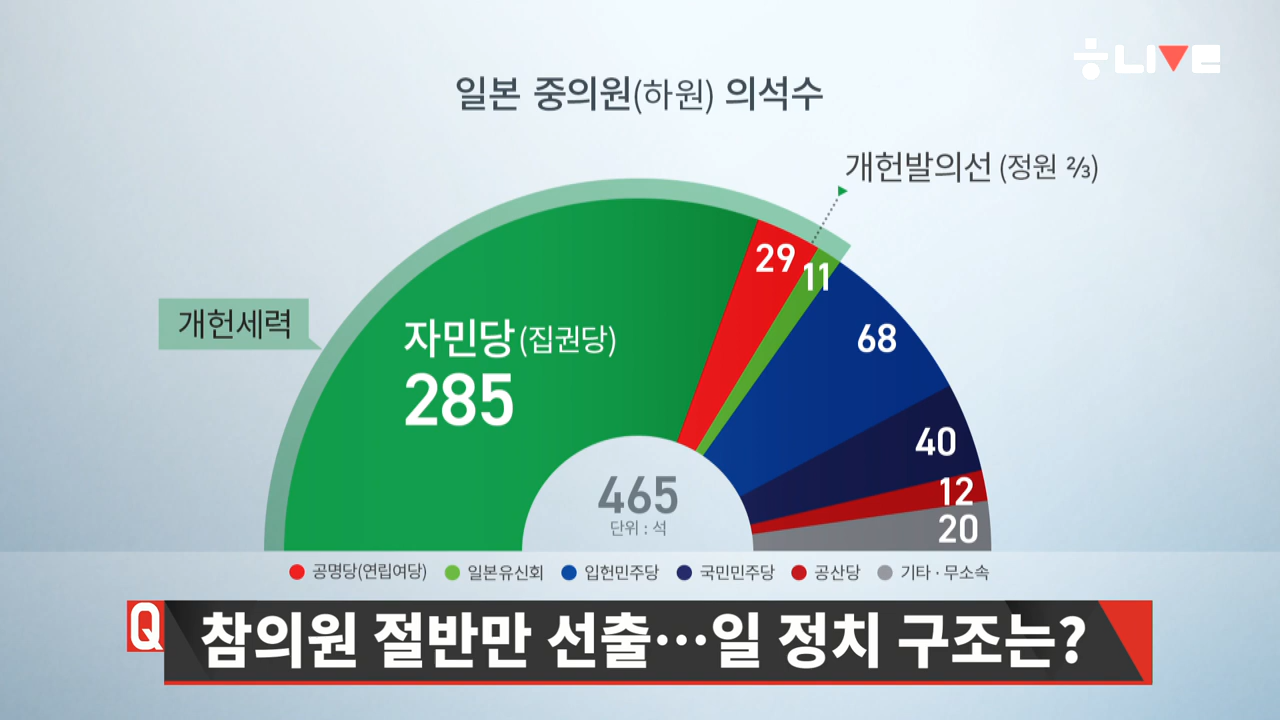 ㅎLIVE
일본 중의원(하원) 의석수
개헌발의선 (정원 ⅔)
개헌세력
자민당(집권당)
285
29
11
68
40
12
20
465
단위 : 석
공명당(연립여당) 일본유신회 입헌민주당 국민민주당 공산당 기타 · 무소속
Q 참의원 절반만 선출…일 정치 구조는?